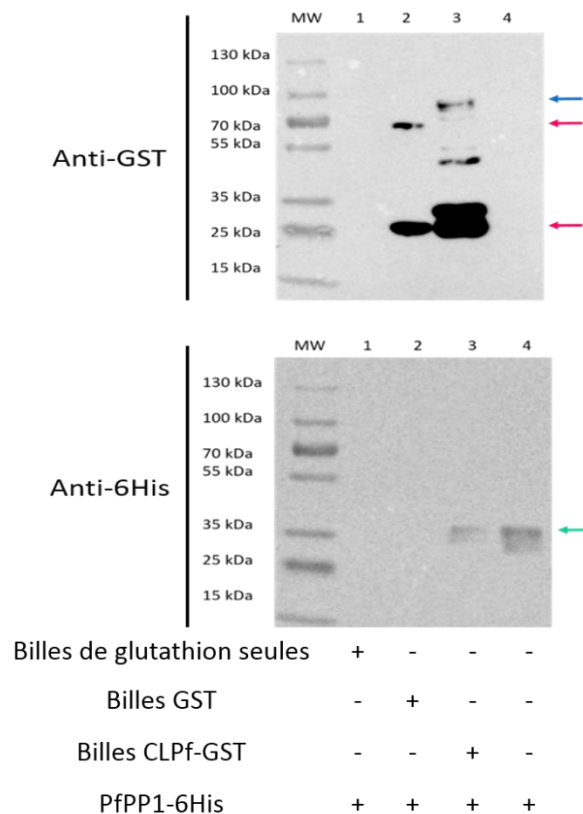 MW 1 2 3 4
130 kDa
100 kDa
70 kDa
55 kDa
Anti-GST
35 kDa
25 kDa
15 kDa
MW 1 2 3 4
130 kDa
100 kDa
70 kDa
55 kDa
Anti-6His
35 kDa
25 kDa
15 kDa
Billes de glutathion seules + - - -
Billes GST - + - -
Billes CLPf-GST - - + -
PfPP1-6His + + + +